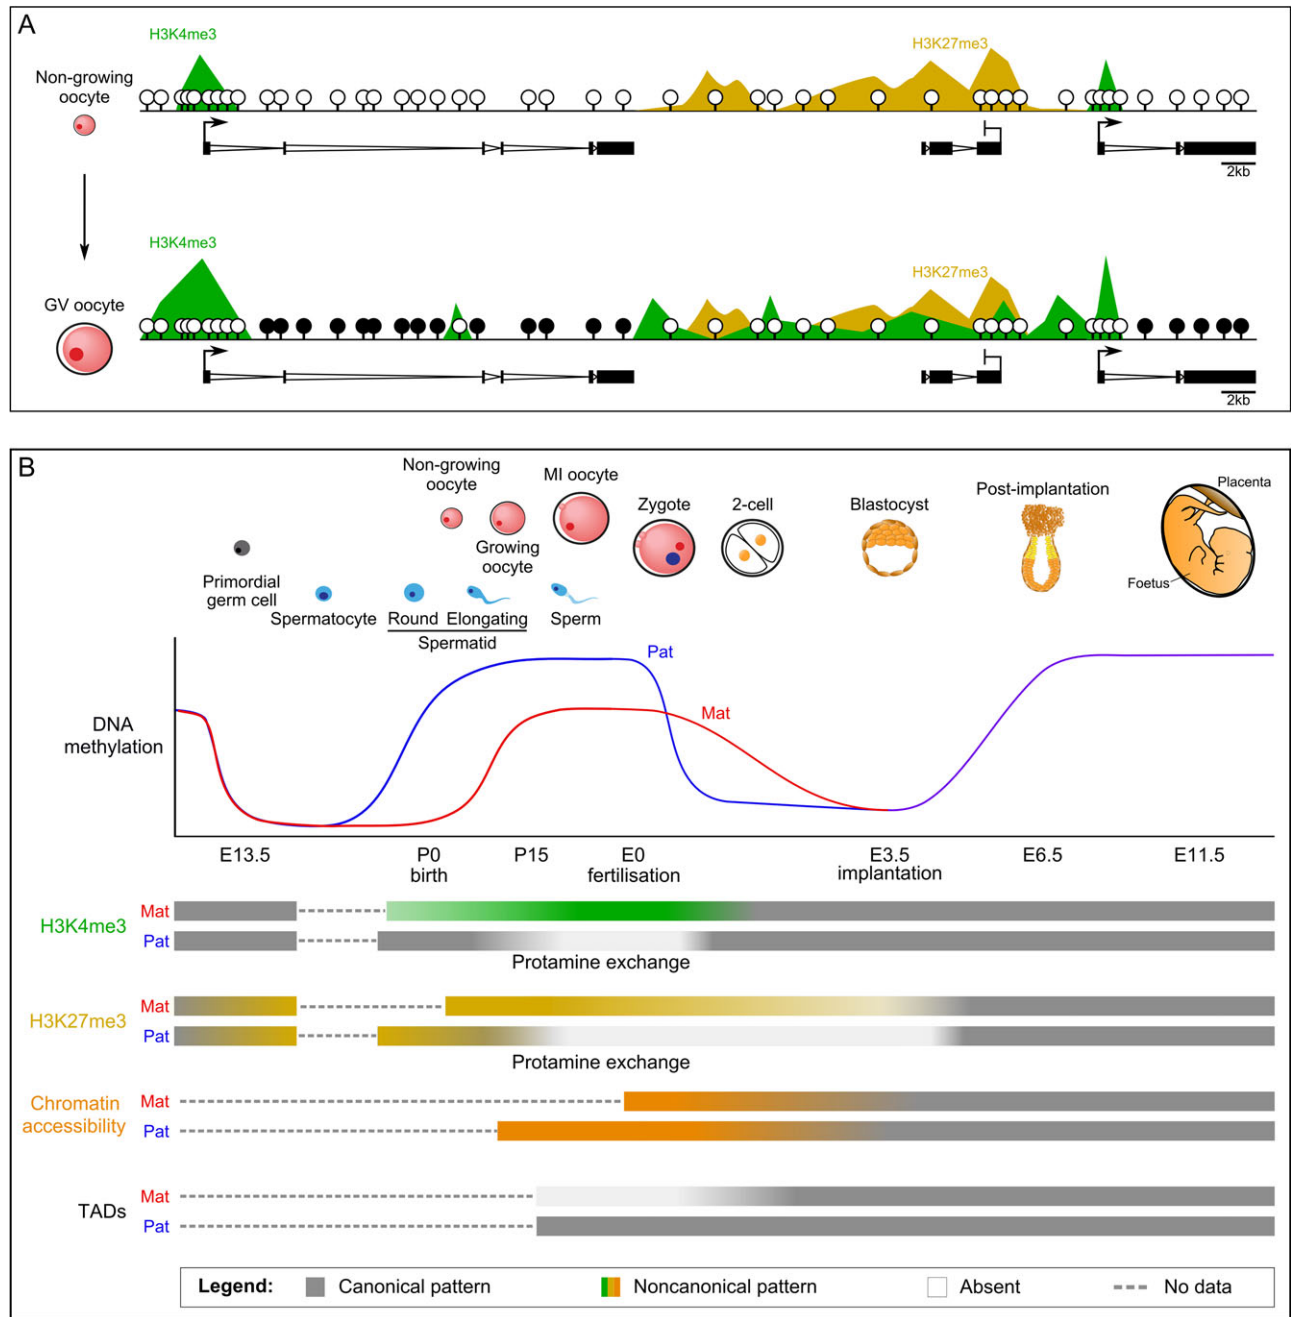 A
H3K4me3
H3K27me3
Non-growing
oocyte
2kb
H3K4me3
H3K27me3
GV oocyte
2kb
B
Non-growing
oocyte
MI oocyte
Zygote
2-cell
Blastocyst
Post-implantation
Placenta
Growing
oocyte
Foetus
Primordial
germ cell
Spermatocyte
Round Elongating
Spermatid
Sperm
Pat
Mat
DNA
methylation
E13.5
P0
birth
P15
E0
fertilisation
E3.5
implantation
E6.5
E11.5
H3K4me3
Mat
Pat
Protamine exchange
H3K27me3
Mat
Pat
Protamine exchange
Chromatin
accessibility
Mat
Pat
TADs
Mat
Pat
Legend: Canonical pattern Noncanonical pattern Absent No data